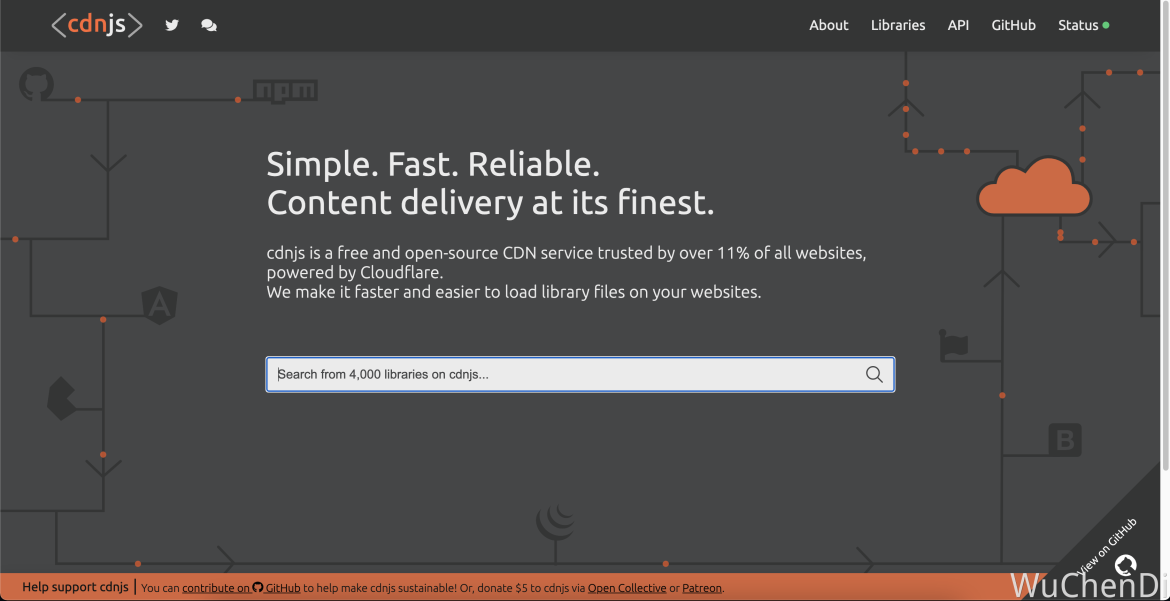 <cdnjs>
About Libraries API GitHub Status
npm
Simple. Fast. Reliable.
Content delivery at its finest.
cdnjs is a free and open-source CDN service trusted by over 11% of all websites,
powered by Cloudflare.
We make it faster and easier to load library files on your websites.
Search from 4,000 libraries on cdnjs...
A
B
View on GitHub
Help support cdnjs | You can contribute on GitHub to help make cdnjs sustainable! Or, donate $5 to cdnjs via Open Collective or Patreon.
WuChenDi